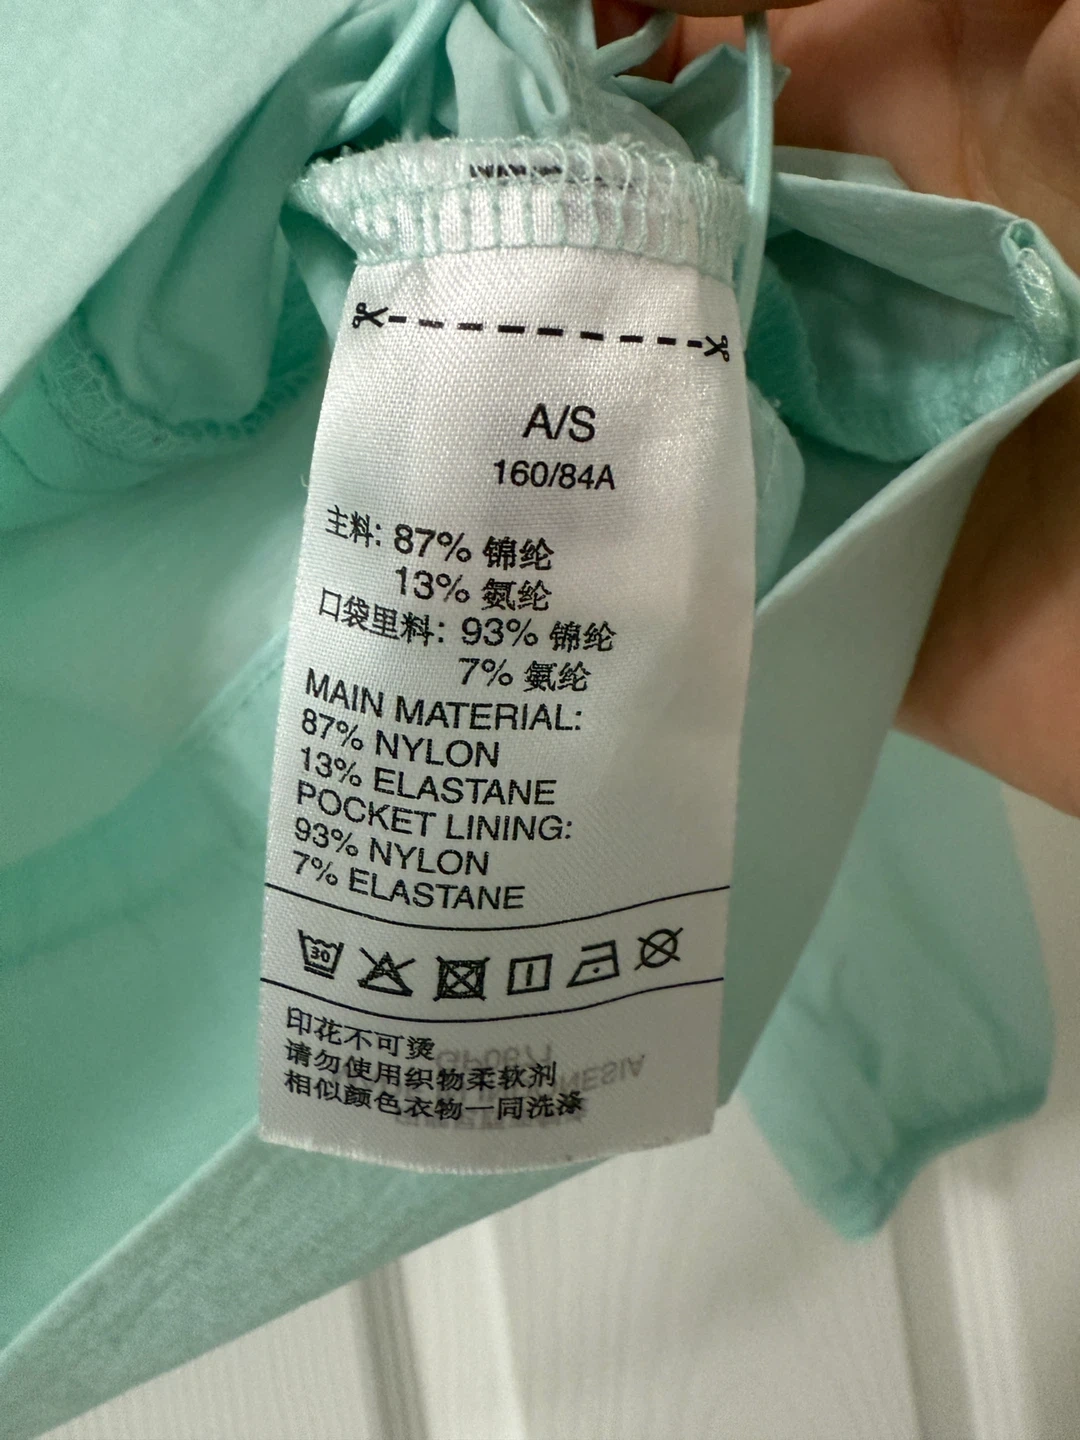 A/S
160/84A
主料: 87% 锦纶
13% 氨纶
口袋里料: 93% 锦纶
7% 氨纶
MAIN MATERIAL:
87% NYLON
13% ELASTANE
POCKET LINING:
93% NYLON
7% ELASTANE
30
印花不可烫
请勿使用织物柔软剂
相似颜色衣物一同洗涤